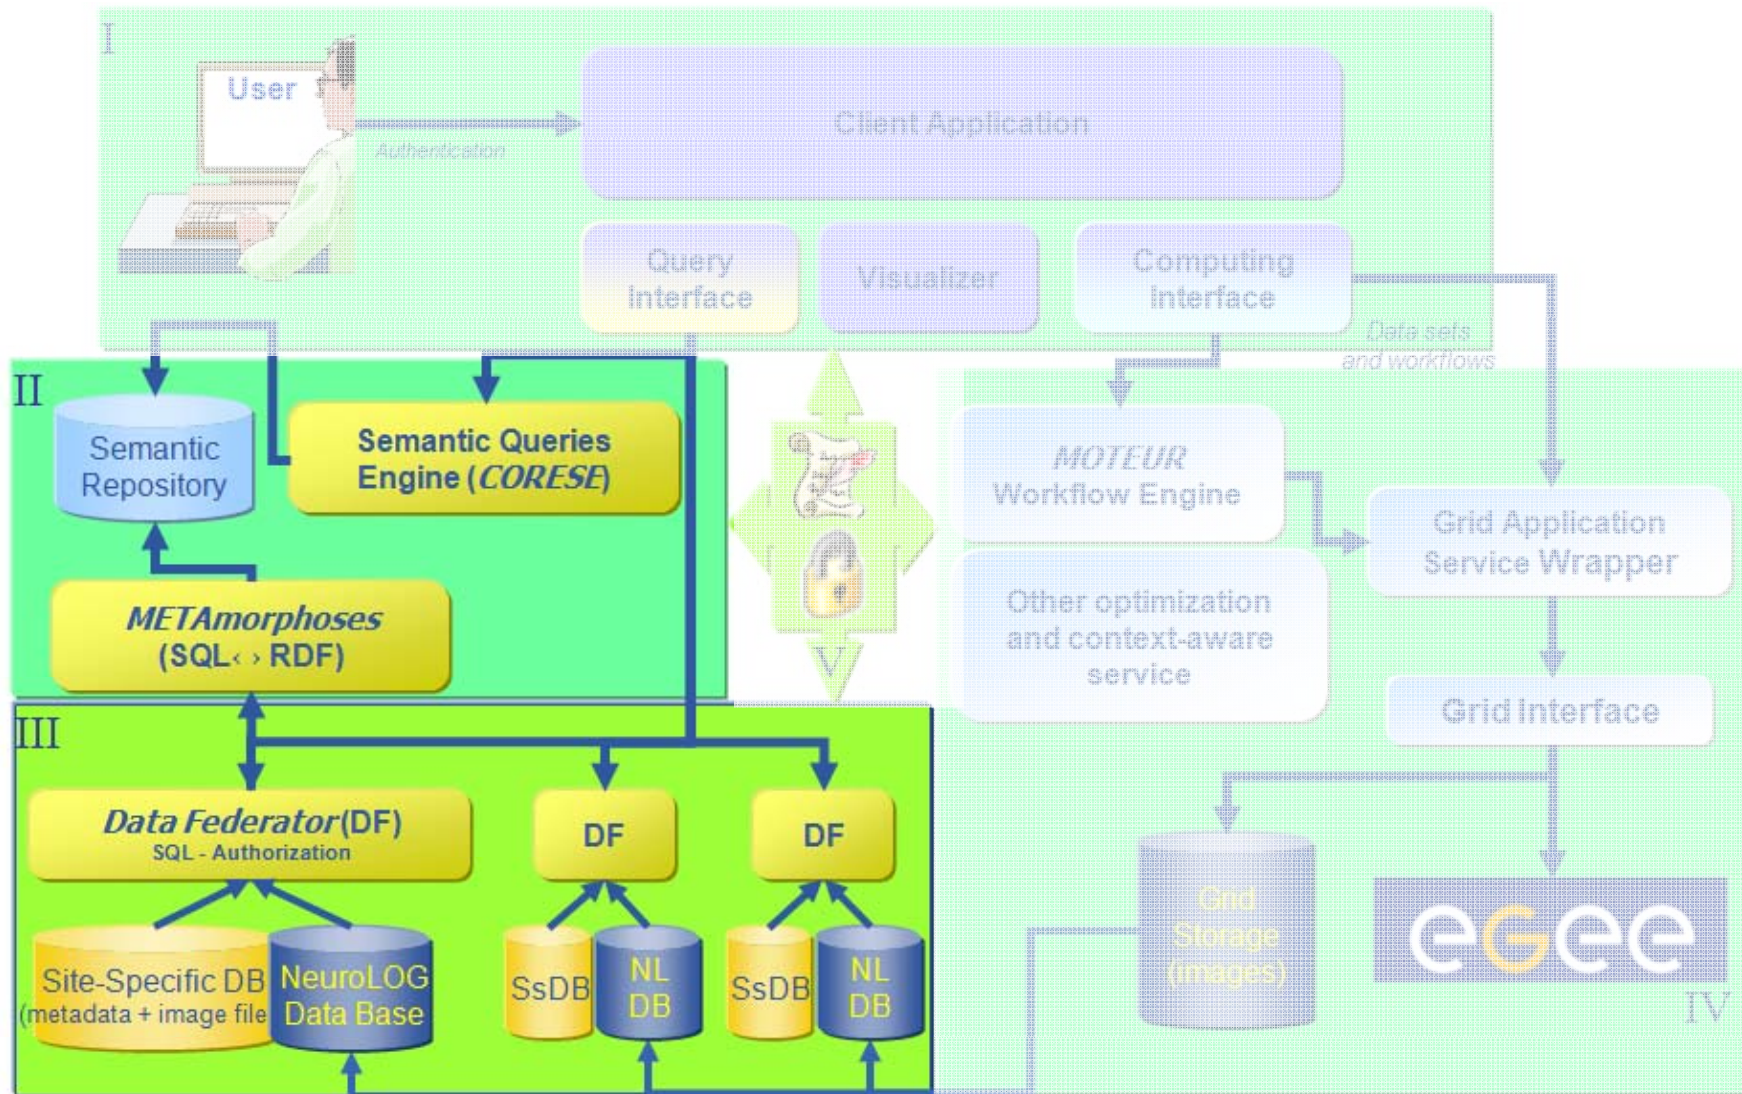 I
User
Authentication
Client Application
Query
Interface
Visualizer
Computing
Interface
Data sets
and workflows
II
Semantic
Repository
Semantic Queries
Engine (CORESE)
METAmorphoses
(SQL‹ › RDF)
V
MOTEUR
Workflow Engine
Other optimization
and context-aware
service
Grid Application
Service Wrapper
Grid Interface
III
Data Federator(DF)
SQL - Authorization
DF
DF
Site-Specific DB
(metadata + image file
NeuroLOG
Data Base
SsDB
NL
DB
SsDB
NL
DB
Grid
Storage
(images)
eGee
IV